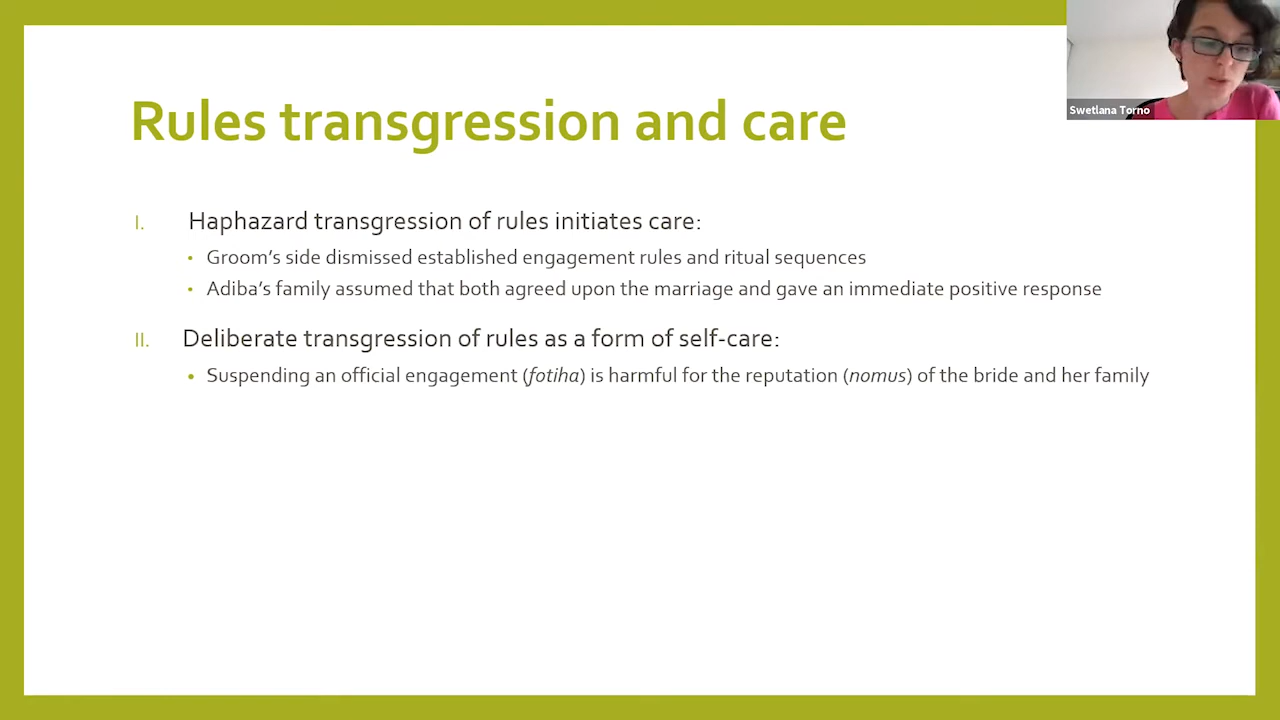 Swetlana Torno
Rules transgression and care
I. Haphazard transgression of rules initiates care:
• Groom's side dismissed established engagement rules and ritual sequences
• Adiba's family assumed that both agreed upon the marriage and gave an immediate positive response
II. Deliberate transgression of rules as a form of self-care:
• Suspending an official engagement (fotiha) is harmful for the reputation (nomus) of the bride and her family